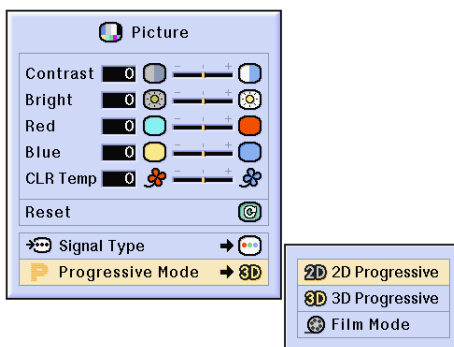 Picture
Contrast 0
Bright 0
Red 0
Blue 0
CLR Temp 0
Reset
Signal Type
P Progressive Mode 3D
2D 2D Progressive
3D 3D Progressive
Film Mode